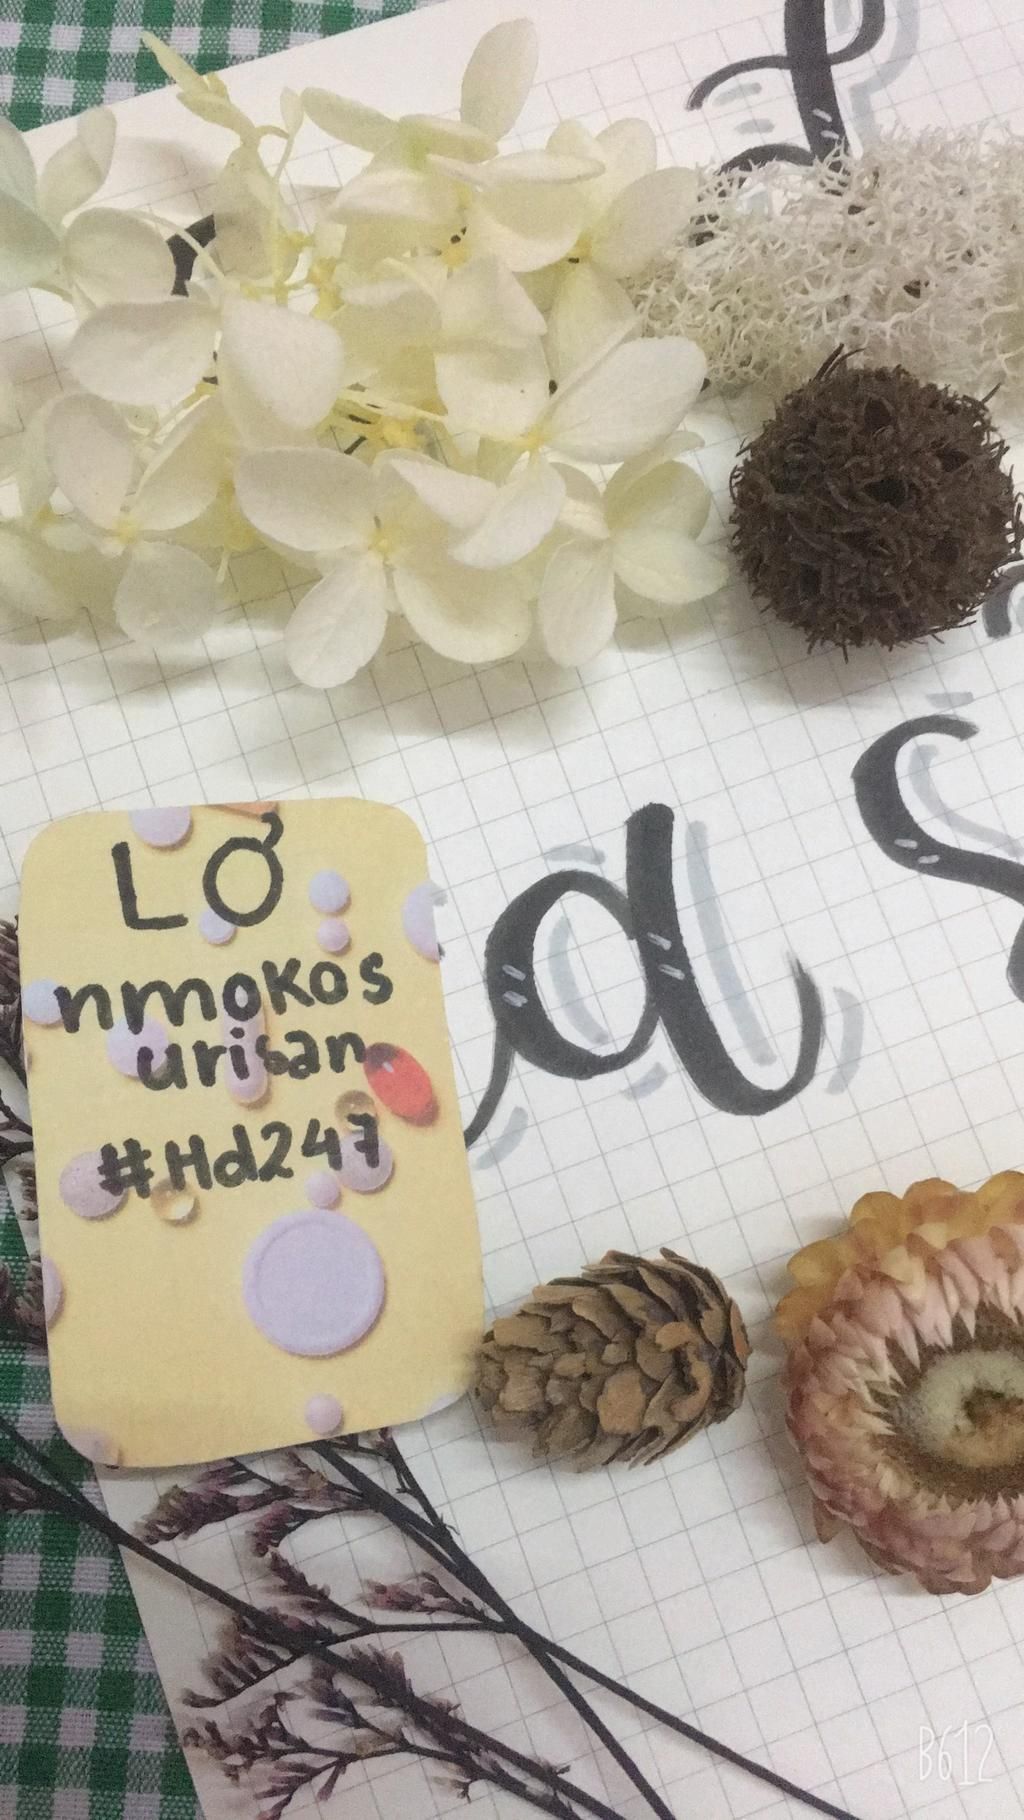 LƠ
nmokos
urisan
#Hd247
a
B612